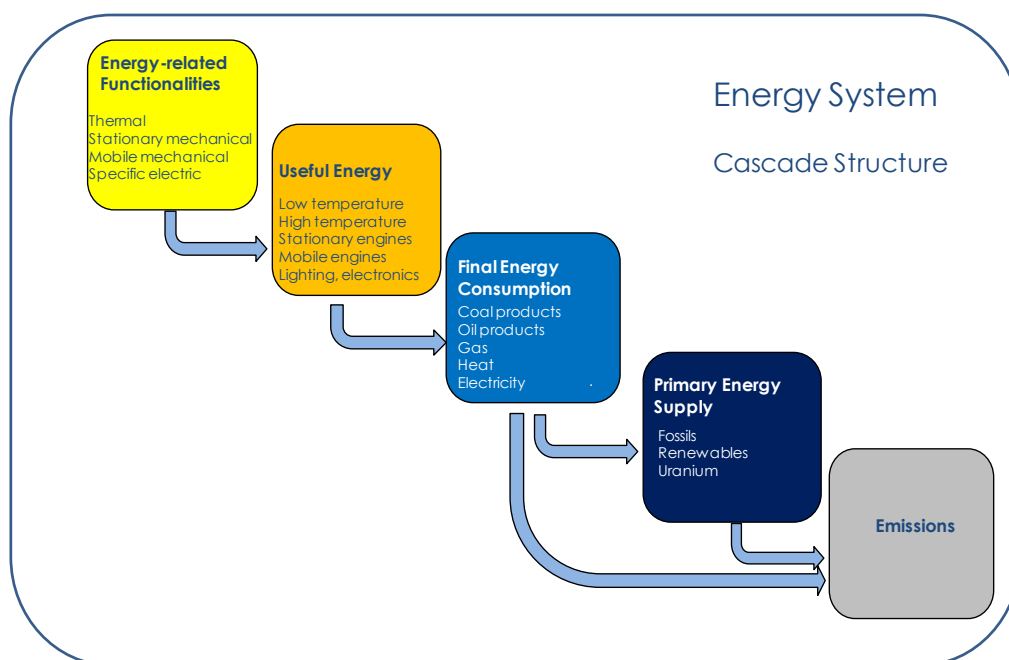 Energy-related
Functionalities
Thermal
Stationary mechanical
Mobile mechanical
Specific electric
Energy System
Cascade Structure
Useful Energy
Low temperature
High temperature
Stationary engines
Mobile engines
Lighting, electronics
Final Energy
Consumption
Coal products
Oil products
Gas
Heat
Electricity .
Primary Energy
Supply
Fossils
Renewables
Uranium
Emissions